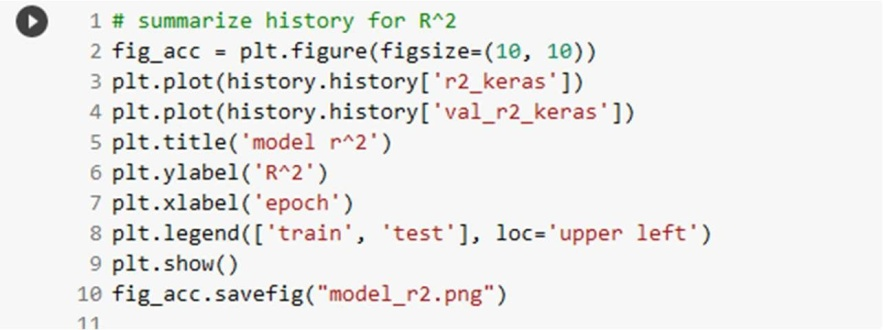 1 # summarize history for R^2
2 fig_acc = plt.figure(figsize=(10, 10))
3 plt.plot(history.history['r2_keras'])
4 plt.plot(history.history['val_r2_keras'])
5 plt.title('model r^2')
6 plt.ylabel('R^2')
7 plt.xlabel('epoch')
8 plt.legend(['train', 'test'], loc='upper left')
9 plt.show()
10 fig_acc.savefig("model_r2.png")
11